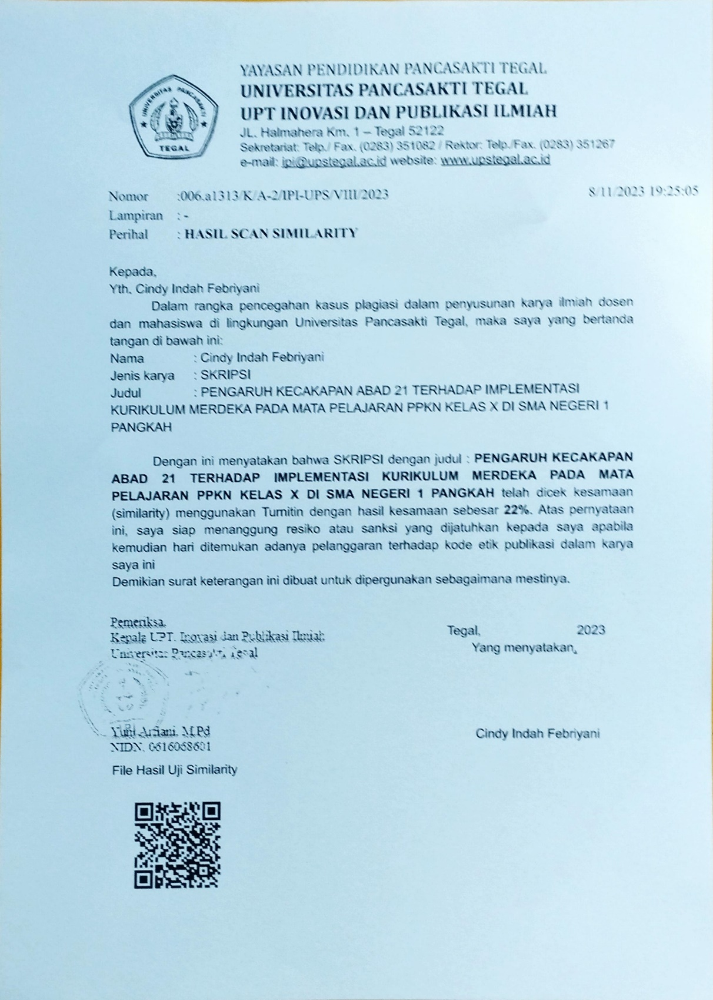 UNIVERSITAS PANCASAKTI
TEGAL
YAYASAN PENDIDIKAN PANCASAKTI TEGAL
UNIVERSITAS PANCASAKTI TEGAL
UPT INOVASI DAN PUBLIKASI ILMIAH
JL. Halmahera Km. 1 – Tegal 52122
Sekretariat: Telp./ Fax. (0283) 351082 / Rektor: Telp./Fax. (0283) 351267
e-mail: ipi@upstegal.ac.id website: www.upstegal.ac.id
Nomor :006.a1313/K/A-2/IPI-UPS/VIII/2023 8/11/2023 19:25:05
Lampiran : -
Perihal : HASIL SCAN SIMILARITY
Kepada,
Yth. Cindy Indah Febriyani
Dalam rangka pencegahan kasus plagiasi dalam penyusunan karya ilmiah dosen
dan mahasiswa di lingkungan Universitas Pancasakti Tegal, maka saya yang bertanda
tangan di bawah ini:
Nama : Cindy Indah Febriyani
Jenis karya : SKRIPSI
Judul : PENGARUH KECAKAPAN ABAD 21 TERHADAP IMPLEMENTASI
KURIKULUM MERDEKA PADA MATA PELAJARAN PPKN KELAS X DI SMA NEGERI 1
PANGKAH
Dengan ini menyatakan bahwa SKRIPSI dengan judul : PENGARUH KECAKAPAN
ABAD 21 TERHADAP IMPLEMENTASI KURIKULUM MERDEKA PADA MATA
PELAJARAN PPKN KELAS X DI SMA NEGERI 1 PANGKAH telah dicek kesamaan
(similarity) menggunakan Turnitin dengan hasil kesamaan sebesar 22%. Atas pernyataan
ini, saya siap menanggung resiko atau sanksi yang dijatuhkan kepada saya apabila
kemudian hari ditemukan adanya pelanggaran terhadap kode etik publikasi dalam karya
saya ini
Demikian surat keterangan ini dibuat untuk dipergunakan sebagaimana mestinya.
Pemeriksa,
Kepala UPT. Inovasi dan Publikasi Ilmiah
Universitas Pancasakti Tegal
Tegal, 2023
Yang menyatakan,
Yuni Arfiani, M.Pd
NIDN. 0616068601
Cindy Indah Febriyani
File Hasil Uji Similarity